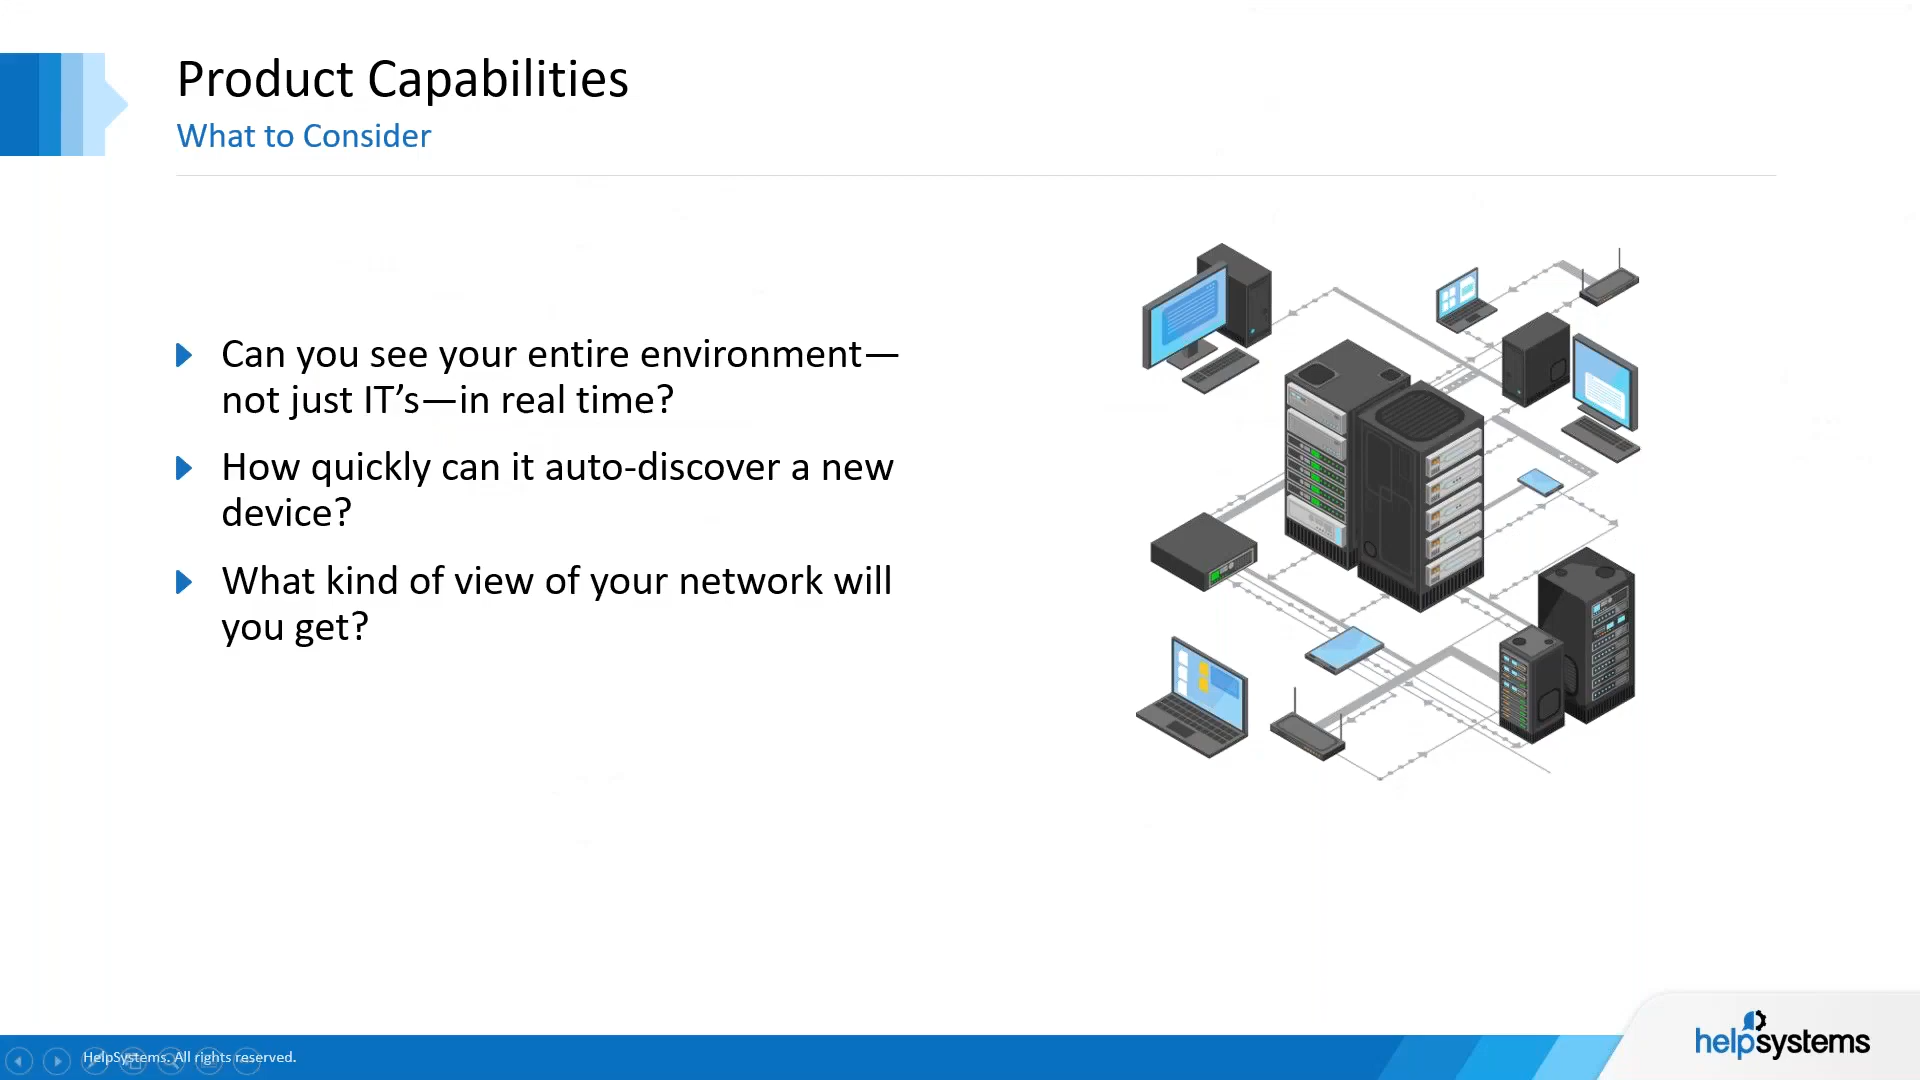 Product Capabilities
What to Consider
Can you see your entire environment—
not just IT’s—in real time?
How quickly can it auto-discover a new
device?
What kind of view of your network will
you get?
HelpSystems. All rights reserved.
helpsystems